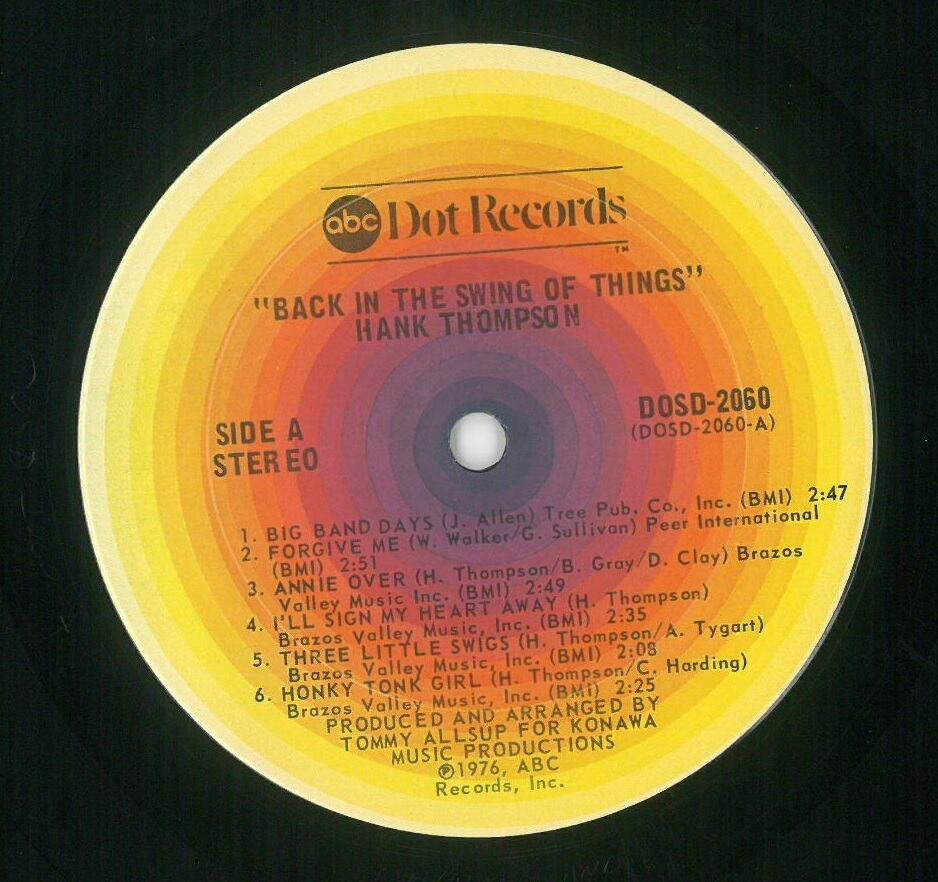 abc Dot Records
TM
"BACK IN THE SWING OF THINGS"
HANK THOMPSON
SIDE A
STEREO
DOSD-2060
(DOSD-2060-A)
1. BIG BAND DAYS (J. Allen) Tree Pub. Co., Inc. (BMI) 2:47
2. FORGIVE ME (W. Walker/G. Sullivan) Peer International
(BMI) 2:51
3. ANNIE OVER (H. Thompson/B. Gray/D. Clay) Brazos
Valley Music Inc. (BMI) 2:49
4. I'LL SIGN MY HEART AWAY (H. Thompson)
Brazos Valley Music, Inc. (BMI) 2:35
5. THREE LITTLE SWIGS (H. Thompson/A. Tygart)
Brazos Valley Music, Inc. (BMI) 2:08
6. HONKY TONK GIRL (H. Thompson/C. Harding)
Brazos Valley Music, Inc. (BMI) 2:25
PRODUCED AND ARRANGED BY
TOMMY ALLSUP FOR KONAWA
MUSIC PRODUCTIONS
℗1976, ABC
Records, Inc.